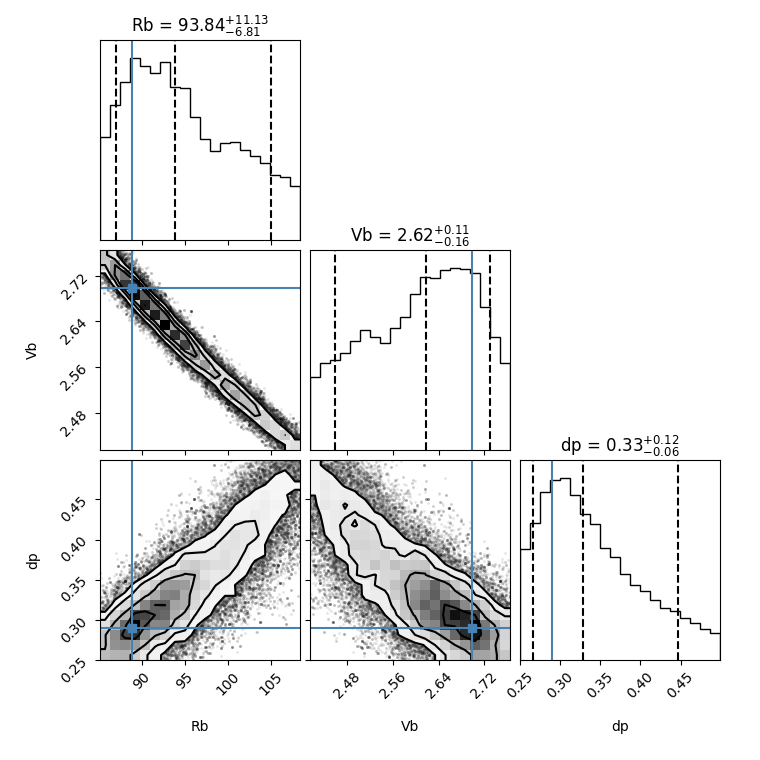 Rb = 93.84+11.13−6.81
Vb = 2.62+0.11−0.16
2.72
2.64
2.56
2.48
Vb
dp = 0.33+0.12−0.06
0.45
0.40
0.35
0.30
0.25
dp
90
95
100
105
2.48
2.56
2.64
2.72
0.25
0.30
0.35
0.40
0.45
Rb
Vb
dp